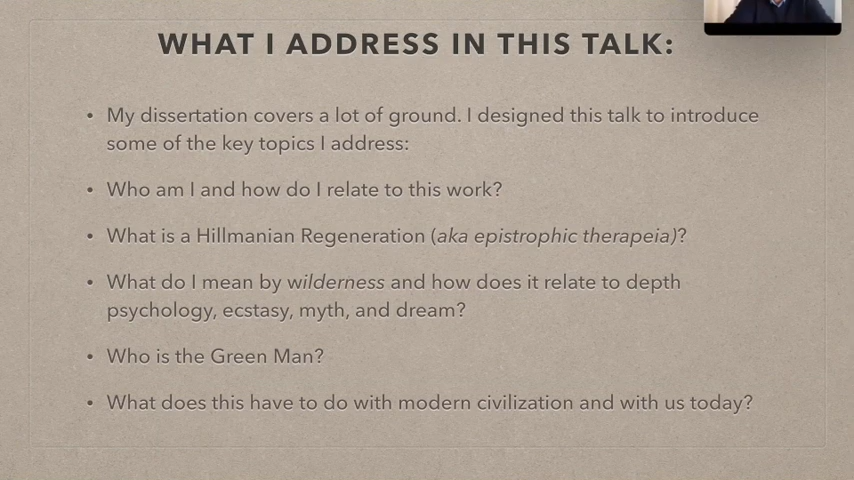 WHAT I ADDRESS IN THIS TALK:
• My dissertation covers a lot of ground. I designed this talk to introduce
some of the key topics I address:
• Who am I and how do I relate to this work?
• What is a Hillmanian Regeneration (aka epistrophic therapeia)?
• What do I mean by wilderness and how does it relate to depth
psychology, ecstasy, myth, and dream?
• Who is the Green Man?
• What does this have to do with modern civilization and with us today?